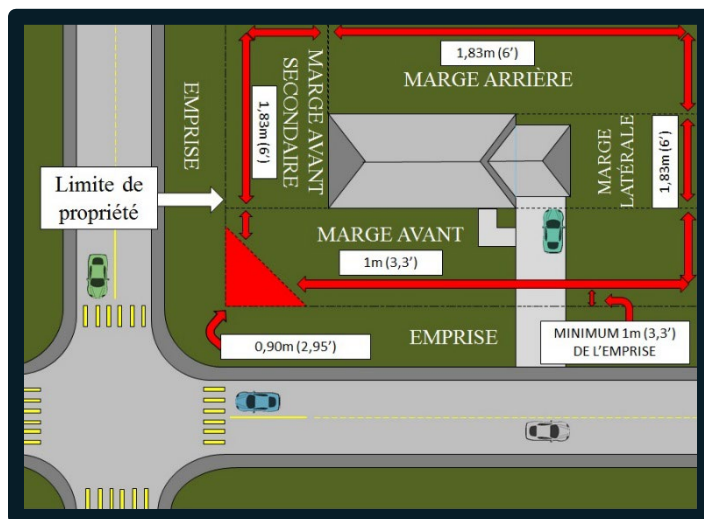 1,83m (6’)
MARGE ARRIÈRE
MARGE AVANT
SECONDAIRE
1,83m (6’)
EMPRISE
MARGE
LATÉRALE
1,83m (6’)
Limite de
propriété
MARGE AVANT
1m (3,3’)
0,90m (2,95’)
EMPRISE
MINIMUM 1m (3,3’)
DE L’EMPRISE